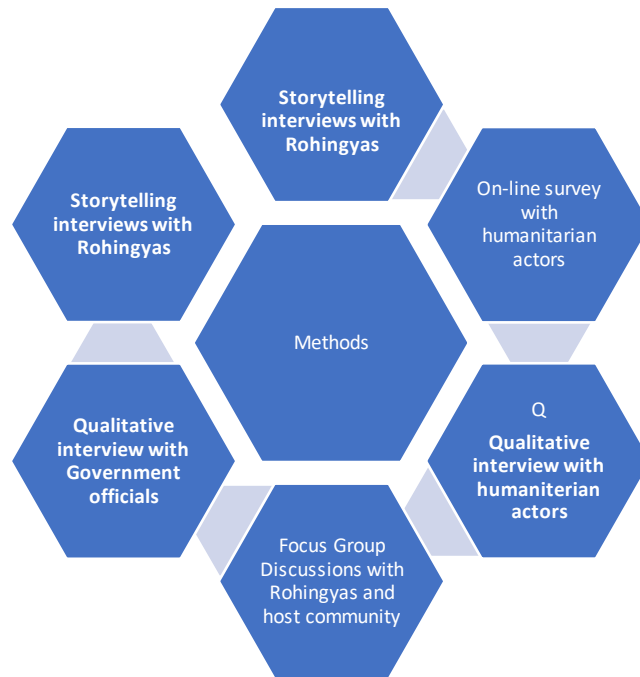 Storytelling
interviews with
Rohingyas
On-line survey
with
humanitarian
actors
Q
Qualitative
interview with
humaniterian
actors
Focus Group
Discussions with
Rohingyas and
host community
Qualitative
interview with
Government
officials
Storytelling
interviews with
Rohingyas
Methods